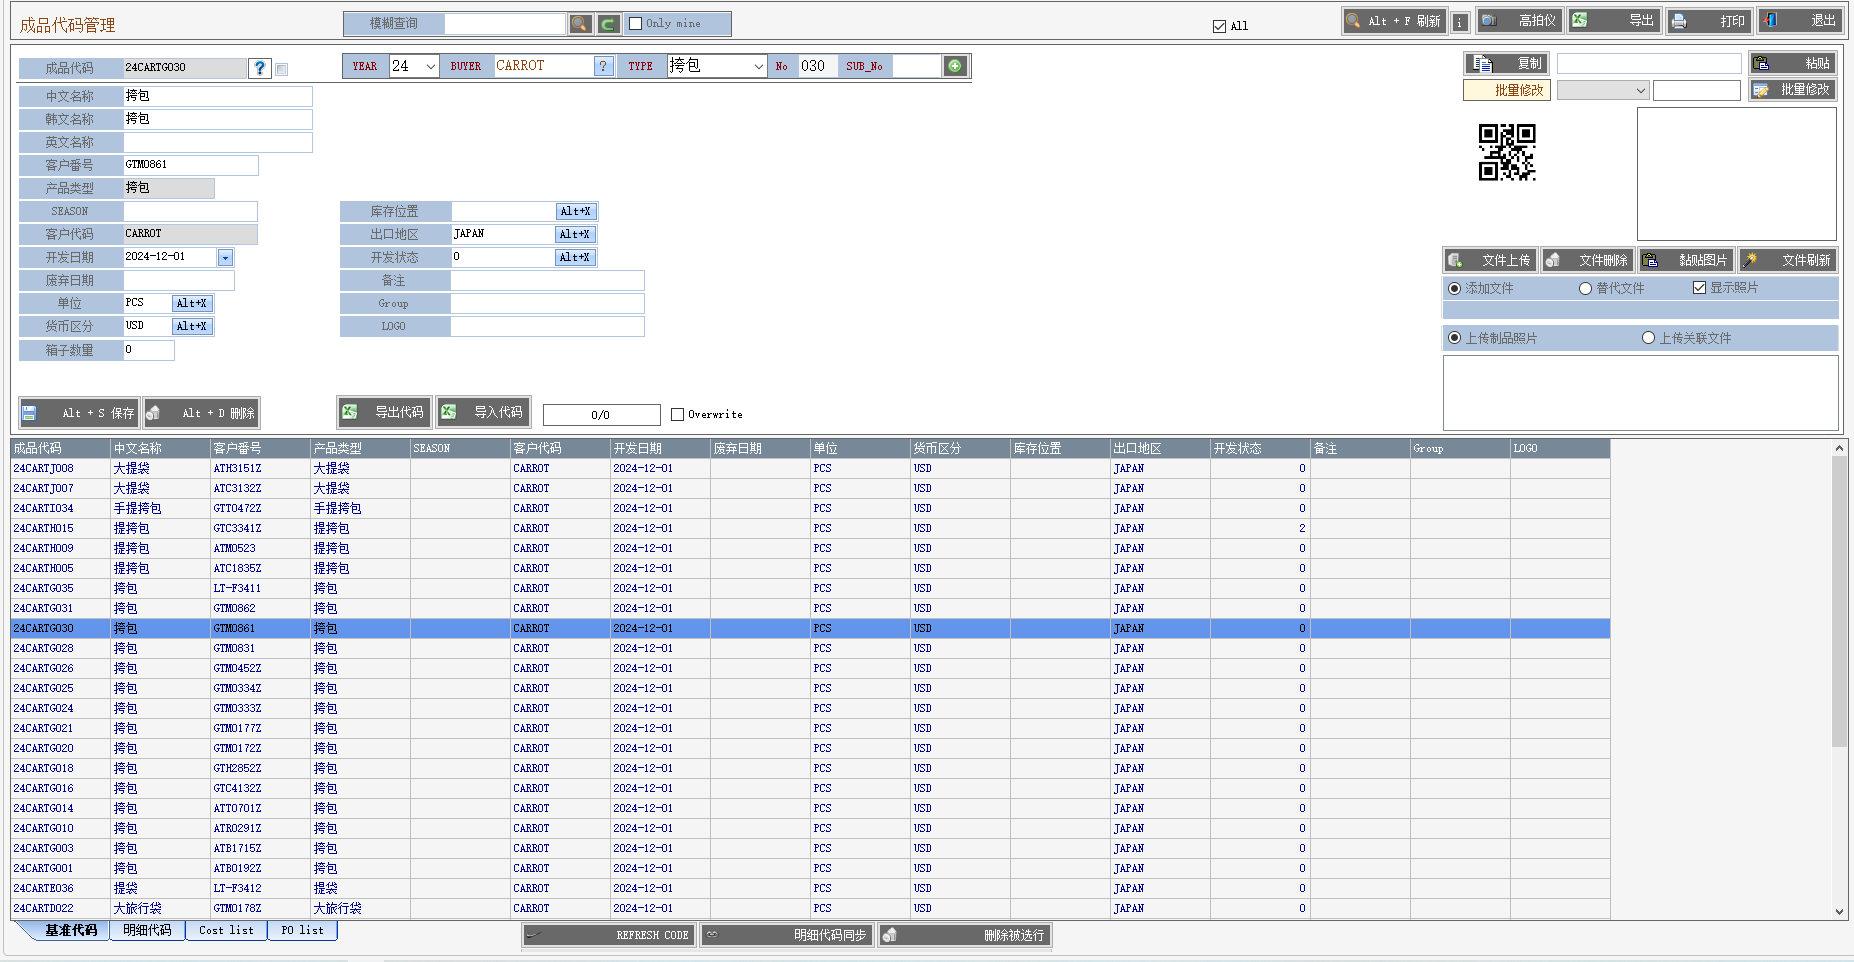 成品代码管理 模糊查询 Only mine All Alt + F 刷新 i 高拍仪 导出 打印 退出
成品代码 24CARTG030 ? YEAR 24 BUYER CARROT ? TYPE 挎包 No 030 SUB_No 复制 粘贴
中文名称 挎包 批量修改 批量修改
韩文名称 挎包
英文名称
客户番号 GTM0861
产品类型 挎包
SEASON 库存位置 Alt+X
客户代码 CARROT 出口地区 JAPAN Alt+X
开发日期 2024-12-01 开发状态 0 Alt+X 文件上传 文件删除 黏贴图片 文件刷新
废弃日期 备注 添加文件 替代文件 显示照片
单位 PCS Alt+X Group
货币区分 USD Alt+X LOGO 上传制品照片 上传关联文件
箱子数量 0
Alt + S 保存 Alt + D 删除 导出代码 导入代码 0/0 Overwrite
成品代码 中文名称 客户番号 产品类型 SEASON 客户代码 开发日期 废弃日期 单位 货币区分 库存位置 出口地区 开发状态 备注 Group LOGO
24CARTJ008 大提袋 ATH3151Z 大提袋 CARROT 2024-12-01 PCS USD JAPAN 0
24CARTJ007 大提袋 ATC3132Z 大提袋 CARROT 2024-12-01 PCS USD JAPAN 0
24CARTI034 手提挎包 GTT0472Z 手提挎包 CARROT 2024-12-01 PCS USD JAPAN 0
24CARTH015 提挎包 GTC3341Z 提挎包 CARROT 2024-12-01 PCS USD JAPAN 2
24CARTH009 提挎包 ATM0523 提挎包 CARROT 2024-12-01 PCS USD JAPAN 0
24CARTH005 提挎包 ATC1835Z 提挎包 CARROT 2024-12-01 PCS USD JAPAN 0
24CARTG035 挎包 LT-F3411 挎包 CARROT 2024-12-01 PCS USD JAPAN 0
24CARTG031 挎包 GTM0862 挎包 CARROT 2024-12-01 PCS USD JAPAN 0
24CARTG030 挎包 GTM0861 挎包 CARROT 2024-12-01 PCS USD JAPAN 0
24CARTG028 挎包 GTM0831 挎包 CARROT 2024-12-01 PCS USD JAPAN 0
24CARTG026 挎包 GTM0452Z 挎包 CARROT 2024-12-01 PCS USD JAPAN 0
24CARTG025 挎包 GTM0334Z 挎包 CARROT 2024-12-01 PCS USD JAPAN 0
24CARTG024 挎包 GTM0333Z 挎包 CARROT 2024-12-01 PCS USD JAPAN 0
24CARTG021 挎包 GTM0177Z 挎包 CARROT 2024-12-01 PCS USD JAPAN 0
24CARTG020 挎包 GTM0172Z 挎包 CARROT 2024-12-01 PCS USD JAPAN 0
24CARTG018 挎包 GTH2852Z 挎包 CARROT 2024-12-01 PCS USD JAPAN 0
24CARTG016 挎包 GTC4132Z 挎包 CARROT 2024-12-01 PCS USD JAPAN 0
24CARTG014 挎包 ATT0701Z 挎包 CARROT 2024-12-01 PCS USD JAPAN 0
24CARTG010 挎包 ATR0291Z 挎包 CARROT 2024-12-01 PCS USD JAPAN 0
24CARTG003 挎包 ATB1715Z 挎包 CARROT 2024-12-01 PCS USD JAPAN 0
24CARTG001 挎包 ATB0192Z 挎包 CARROT 2024-12-01 PCS USD JAPAN 0
24CARTE036 提袋 LT-F3412 提袋 CARROT 2024-12-01 PCS USD JAPAN 0
24CARTD022 大旅行袋 GTM0178Z 大旅行袋 CARROT 2024-12-01 PCS USD JAPAN 0
基准代码 明细代码 Cost list PO list REFRESH CODE 明细代码同步 删除被选行